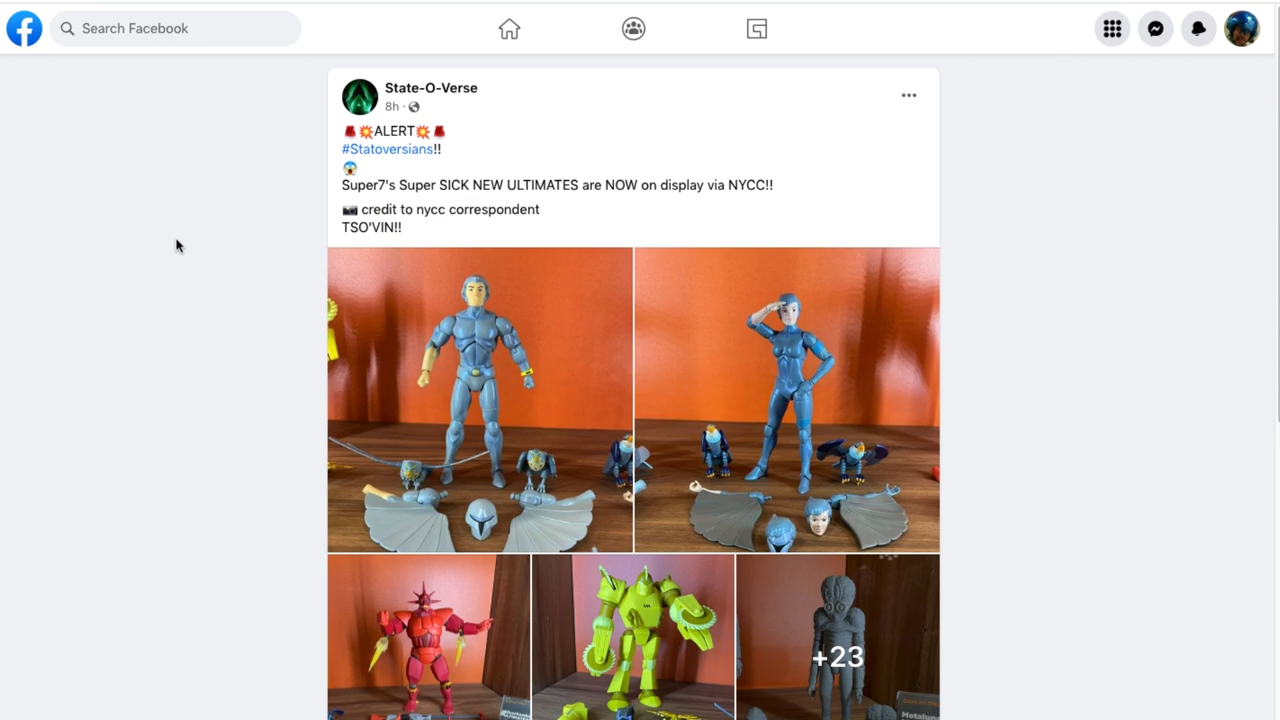 Search Facebook
State-O-Verse
8h ·
ALERT
#Statoversians!!
Super7's Super SICK NEW ULTIMATES are NOW on display via NYCC!!
credit to nycc correspondent
TSO'VIN!!
+23
Metaluna